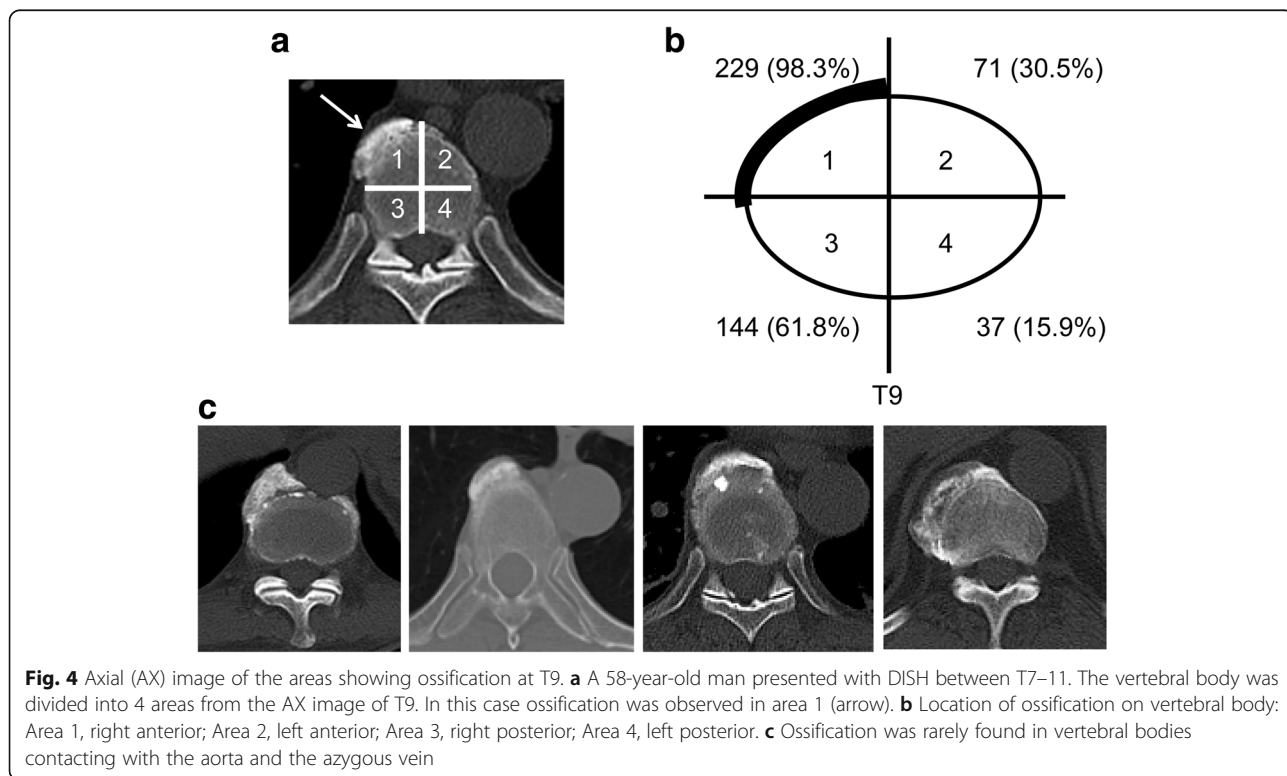 a
1 2
3 4
b
229 (98.3%) 71 (30.5%)
1 2
3 4
144 (61.8%) 37 (15.9%)
T9
c
Fig. 4 Axial (AX) image of the areas showing ossification at T9. a A 58-year-old man presented with DISH between T7–11. The vertebral body was
divided into 4 areas from the AX image of T9. In this case ossification was observed in area 1 (arrow). b Location of ossification on vertebral body:
Area 1, right anterior; Area 2, left anterior; Area 3, right posterior; Area 4, left posterior. c Ossification was rarely found in vertebral bodies
contacting with the aorta and the azygous vein